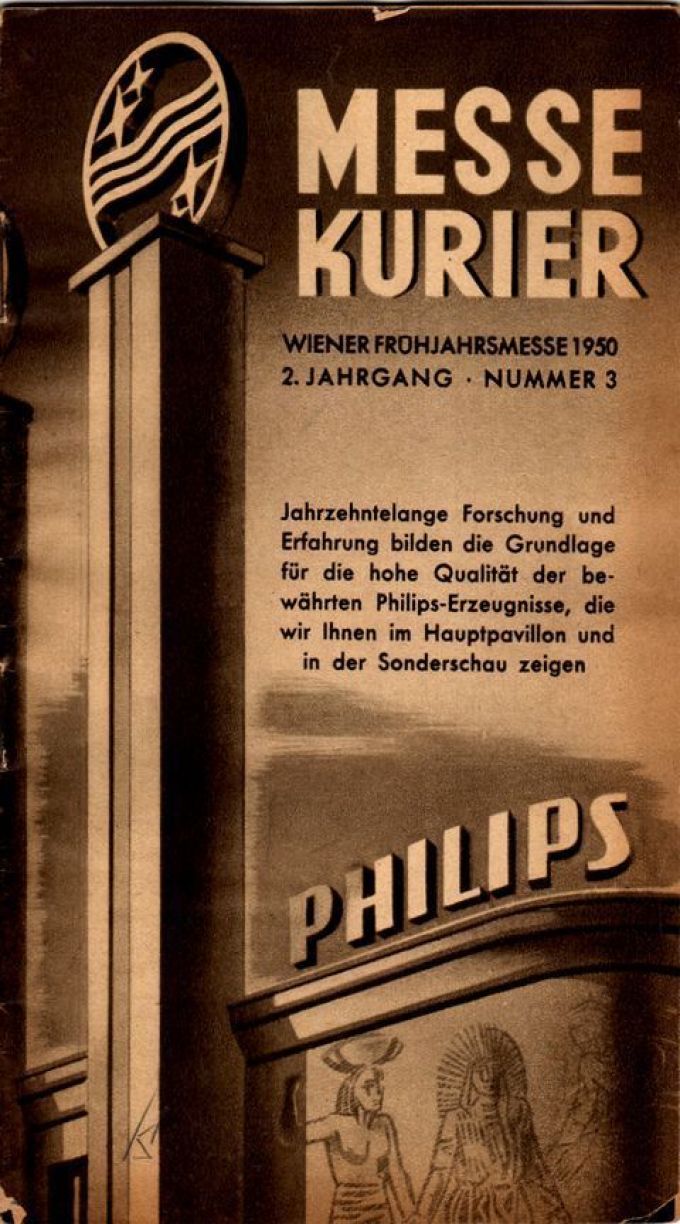 MESSE
KURIER
WIENER FRÜHJAHRSMESSE 1950
2. JAHRGANG · NUMMER 3
Jahrzehntelange Forschung und
Erfahrung bilden die Grundlage
für die hohe Qualität der be-
währten Philips-Erzeugnisse, die
wir Ihnen im Hauptpavillon und
in der Sonderschau zeigen
PHILIPS